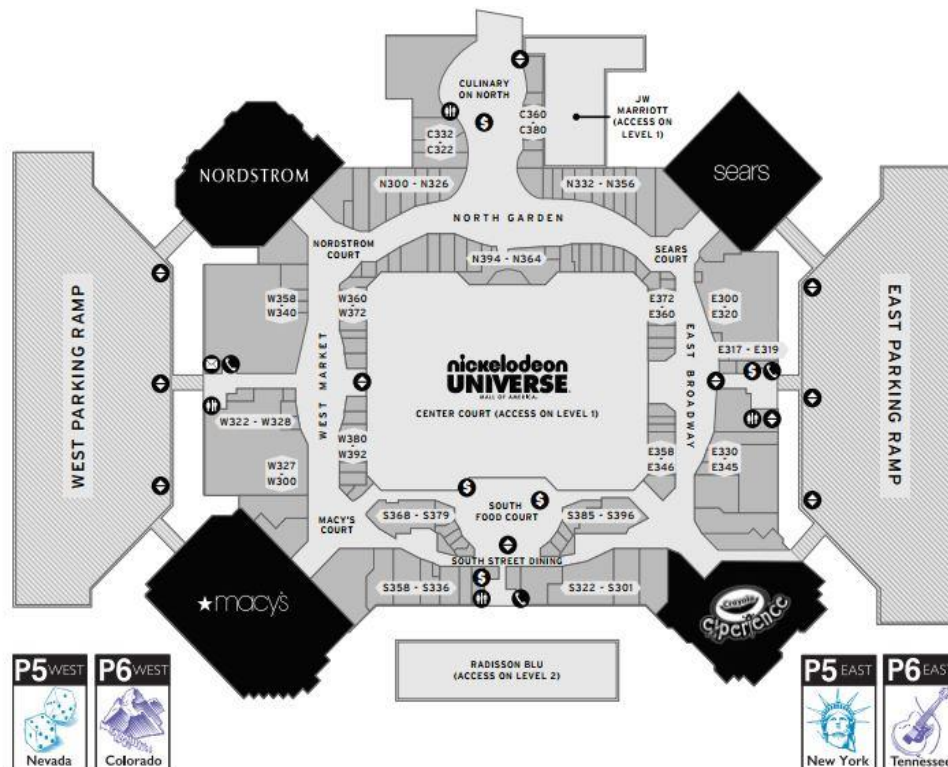 CULINARY
ON NORTH
JW
MARRIOTT
(ACCESS ON
LEVEL 1)
C360
-
C380
C332
-
C322
NORDSTROM
sears
N300 - N326
N332 - N356
NORTH GARDEN
NORDSTROM
COURT
SEARS
COURT
N394 - N364
WEST PARKING RAMP
EAST PARKING RAMP
W358
-
W340
W360
-
W372
E372
-
E360
E300
-
E320
WEST MARKET
EAST BROADWAY
E317 - E319
nickelodeon
UNIVERSE
MALL OF AMERICA
CENTER COURT (ACCESS ON LEVEL 1)
W322 - W328
W380
-
W392
E358
-
E346
E330
-
E345
W327
-
W300
MACY'S
COURT
S368 - S379
SOUTH
FOOD COURT
S385 - S396
SOUTH STREET DINING
S358 - S336
S322 - S301
macy's
Crayola
experience
RADISSON BLU
(ACCESS ON LEVEL 2)
P5 WEST
Nevada
P6 WEST
Colorado
P5 EAST
New York
P6 EAST
Tennessee